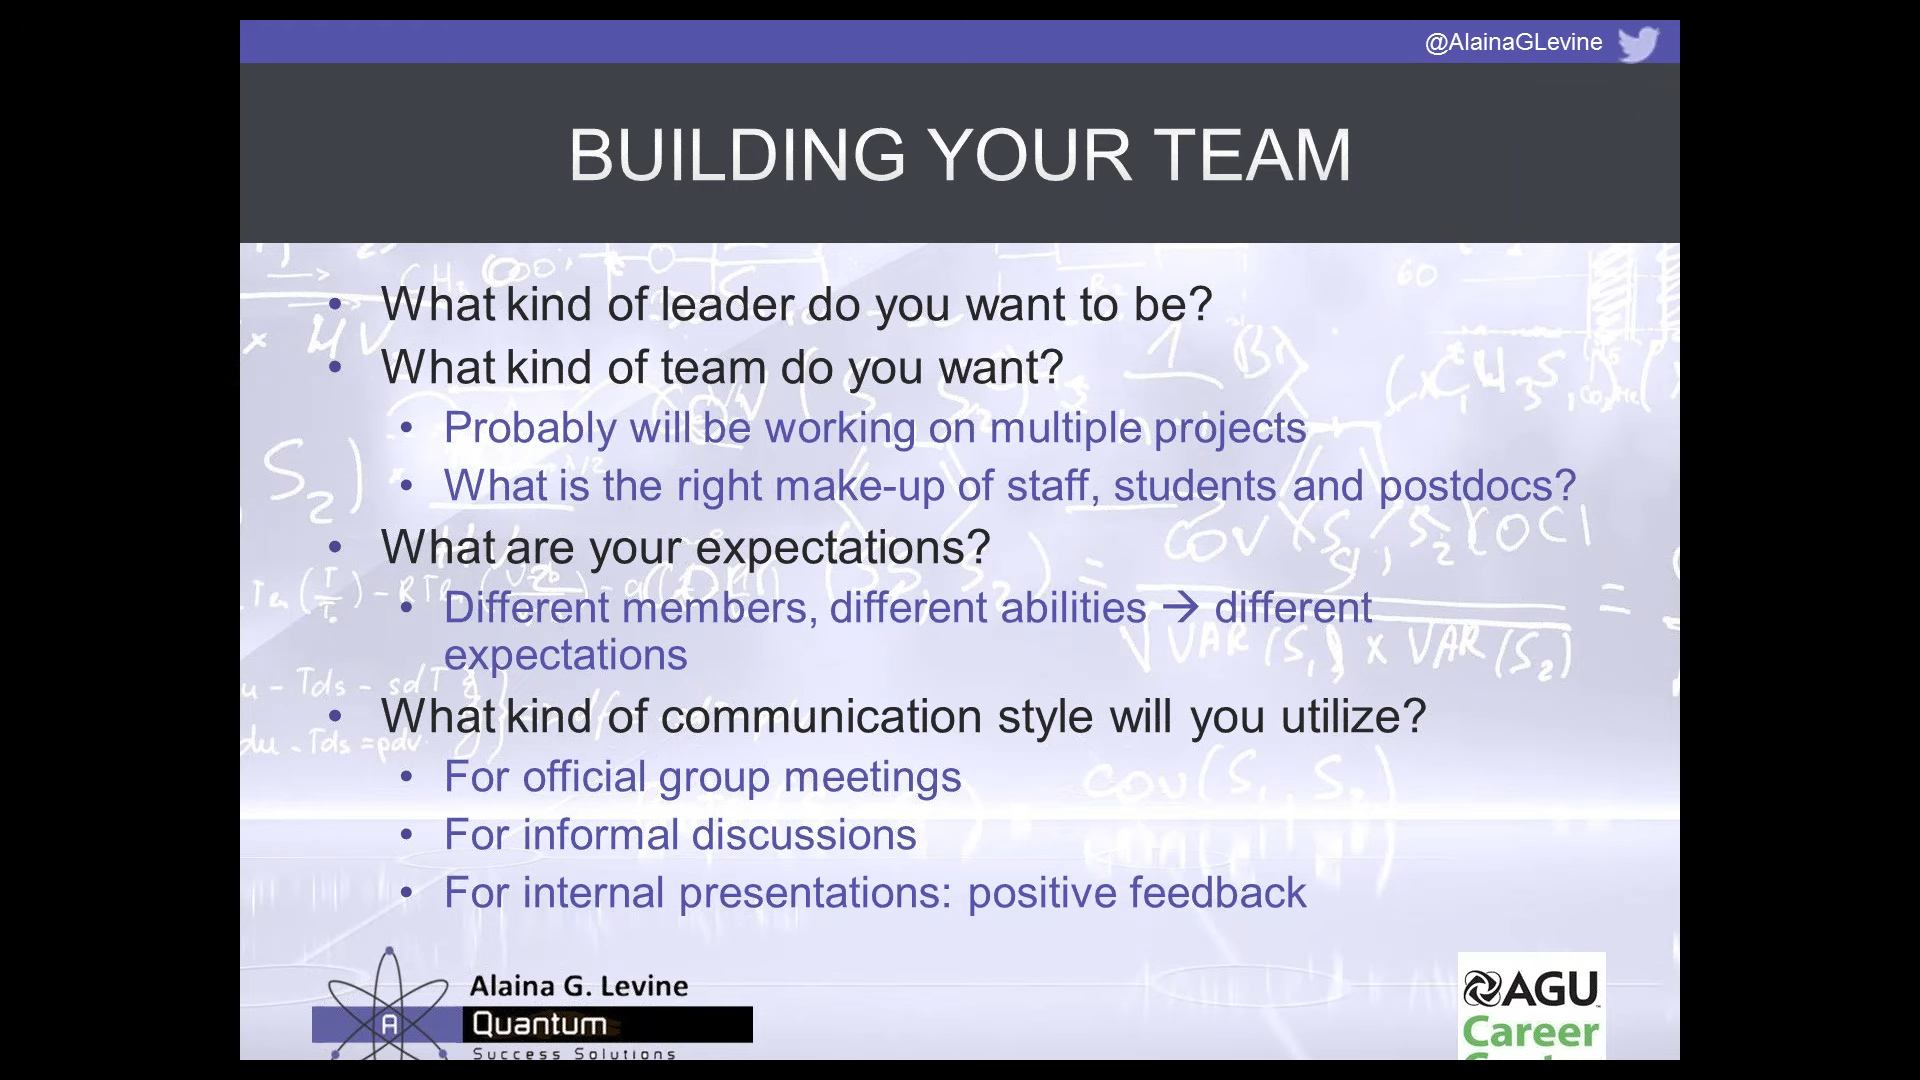 @AlainaGLevine
BUILDING YOUR TEAM
• What kind of leader do you want to be?
• What kind of team do you want?
• Probably will be working on multiple projects
• What is the right make-up of staff, students and postdocs?
• What are your expectations?
• Different members, different abilities → different
expectations
• What kind of communication style will you utilize?
• For official group meetings
• For informal discussions
• For internal presentations: positive feedback
Alaina G. Levine
A
Quantum
Success Solutions
AGU
Career